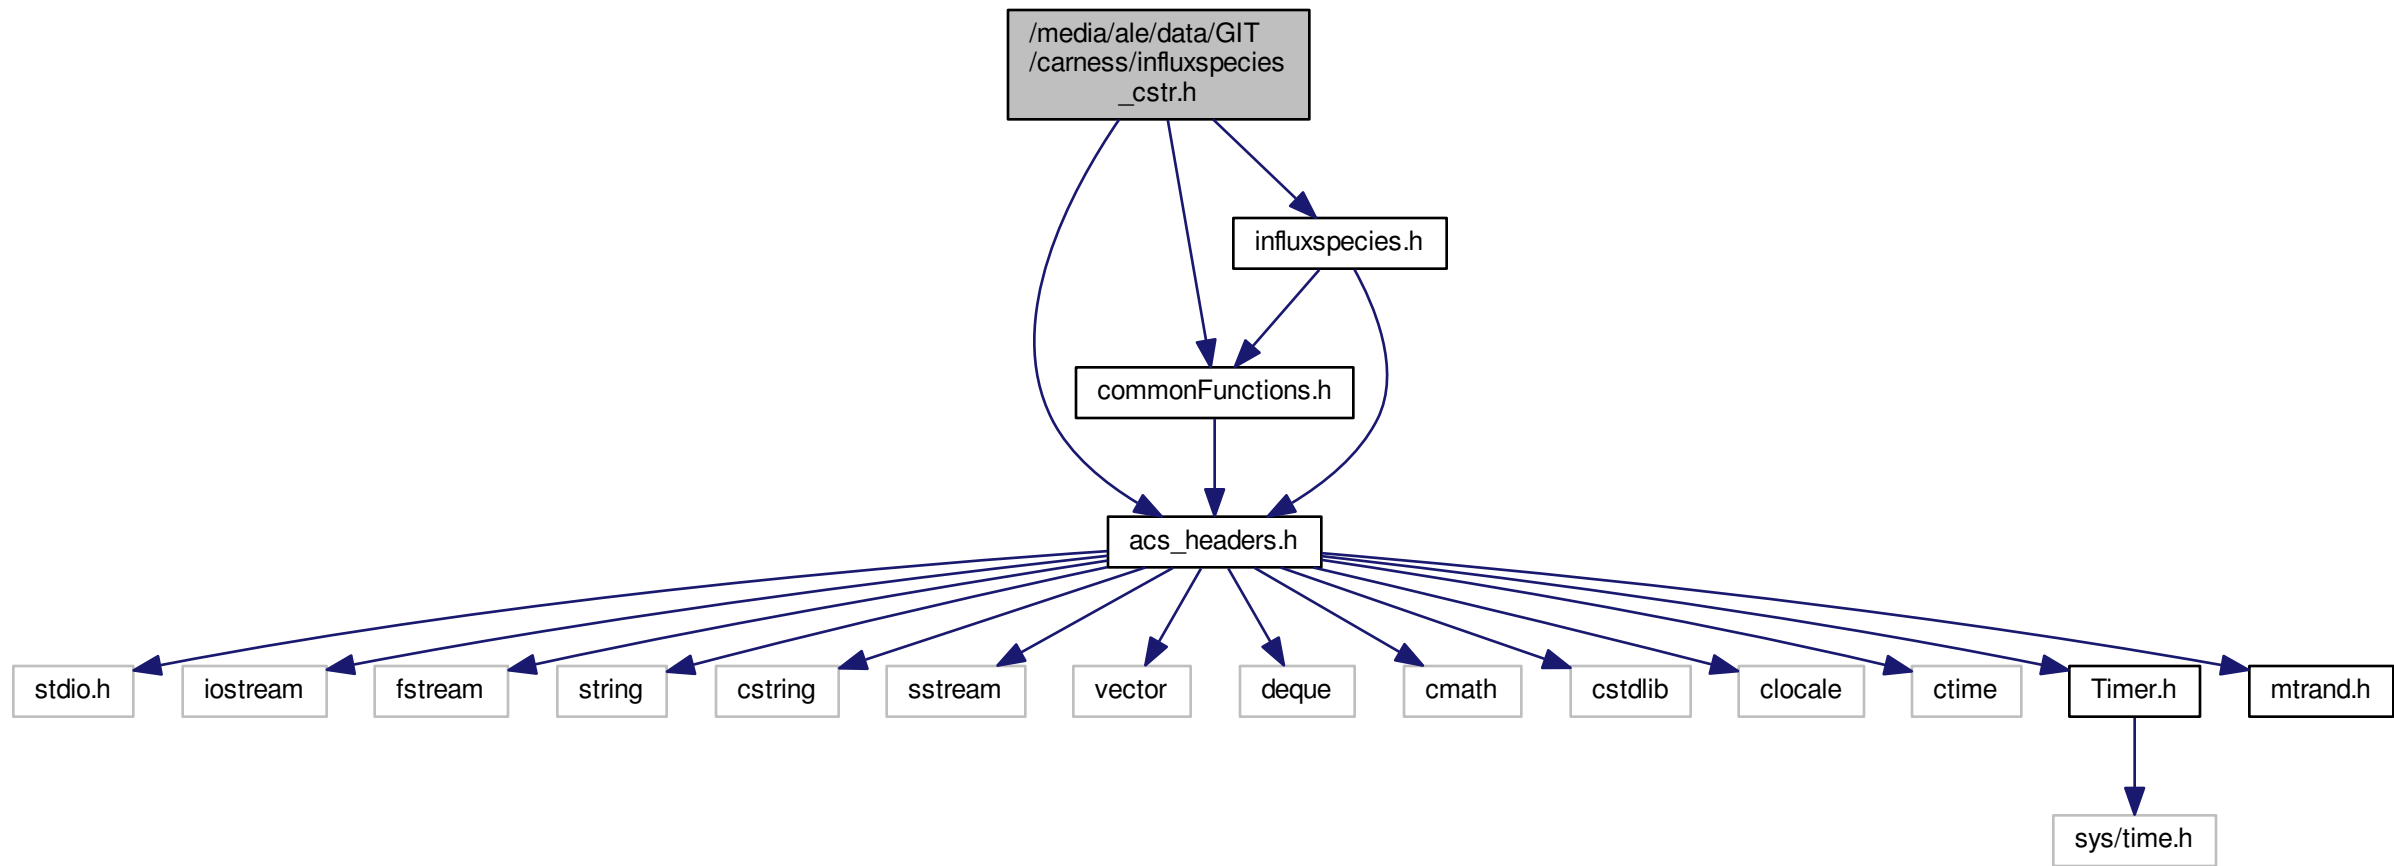 /media/ale/data/GIT
/carness/influxspecies
_cstr.h
influxspecies.h
commonFunctions.h
acs_headers.h
stdio.h
iostream
fstream
string
cstring
sstream
vector
deque
cmath
cstdlib
clocale
ctime
Timer.h
mtrand.h
sys/time.h